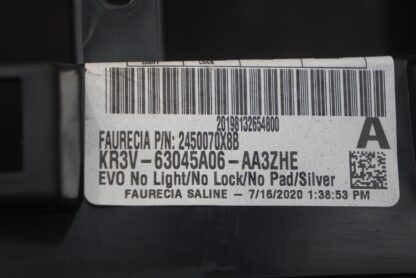 LOCK
20198132654800
FAURECIA P/N: 2450070X8B
A
KR3V-63045A06-AA3ZHE
EVO No Light/No Lock/No Pad/Silver
FAURECIA SALINE - 7/16/2020 1:38:53 PM